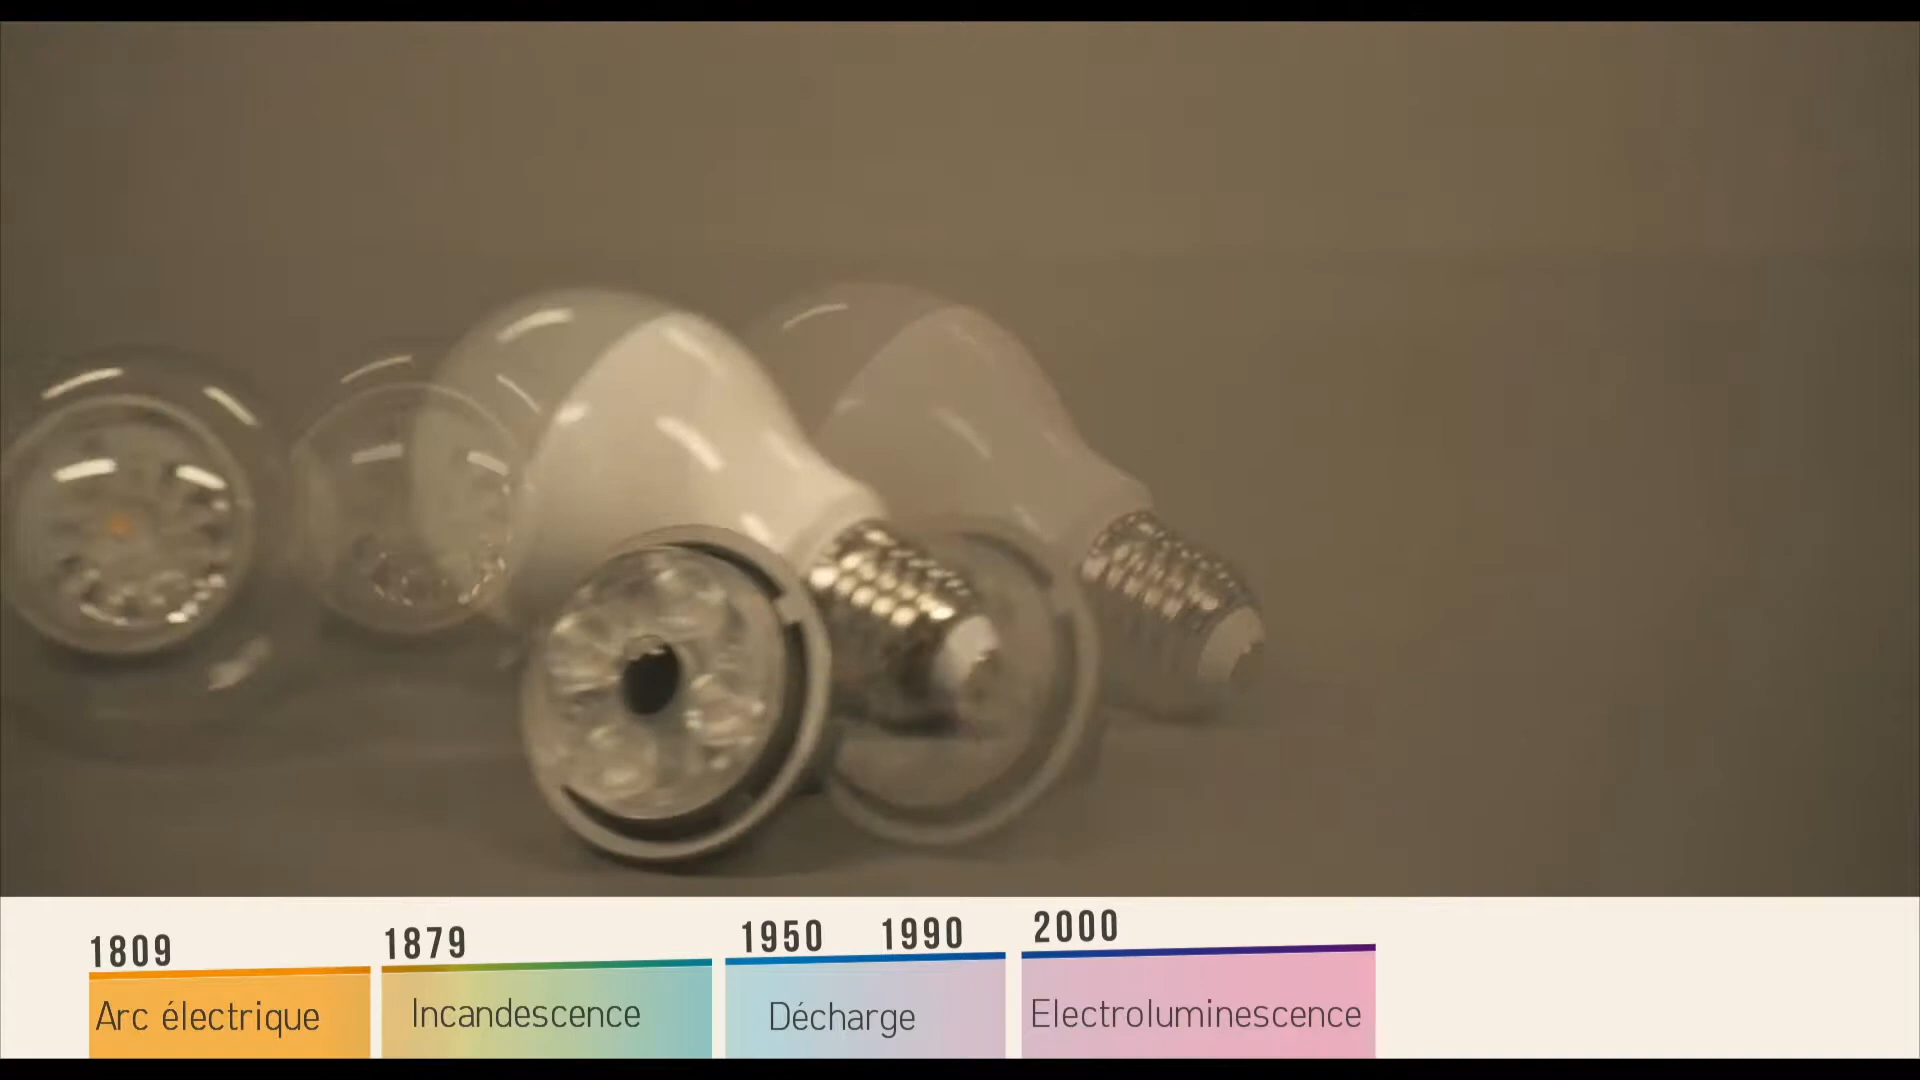 1809
1879
1950
1990
2000
Arc électrique
Incandescence
Décharge
Electroluminescence